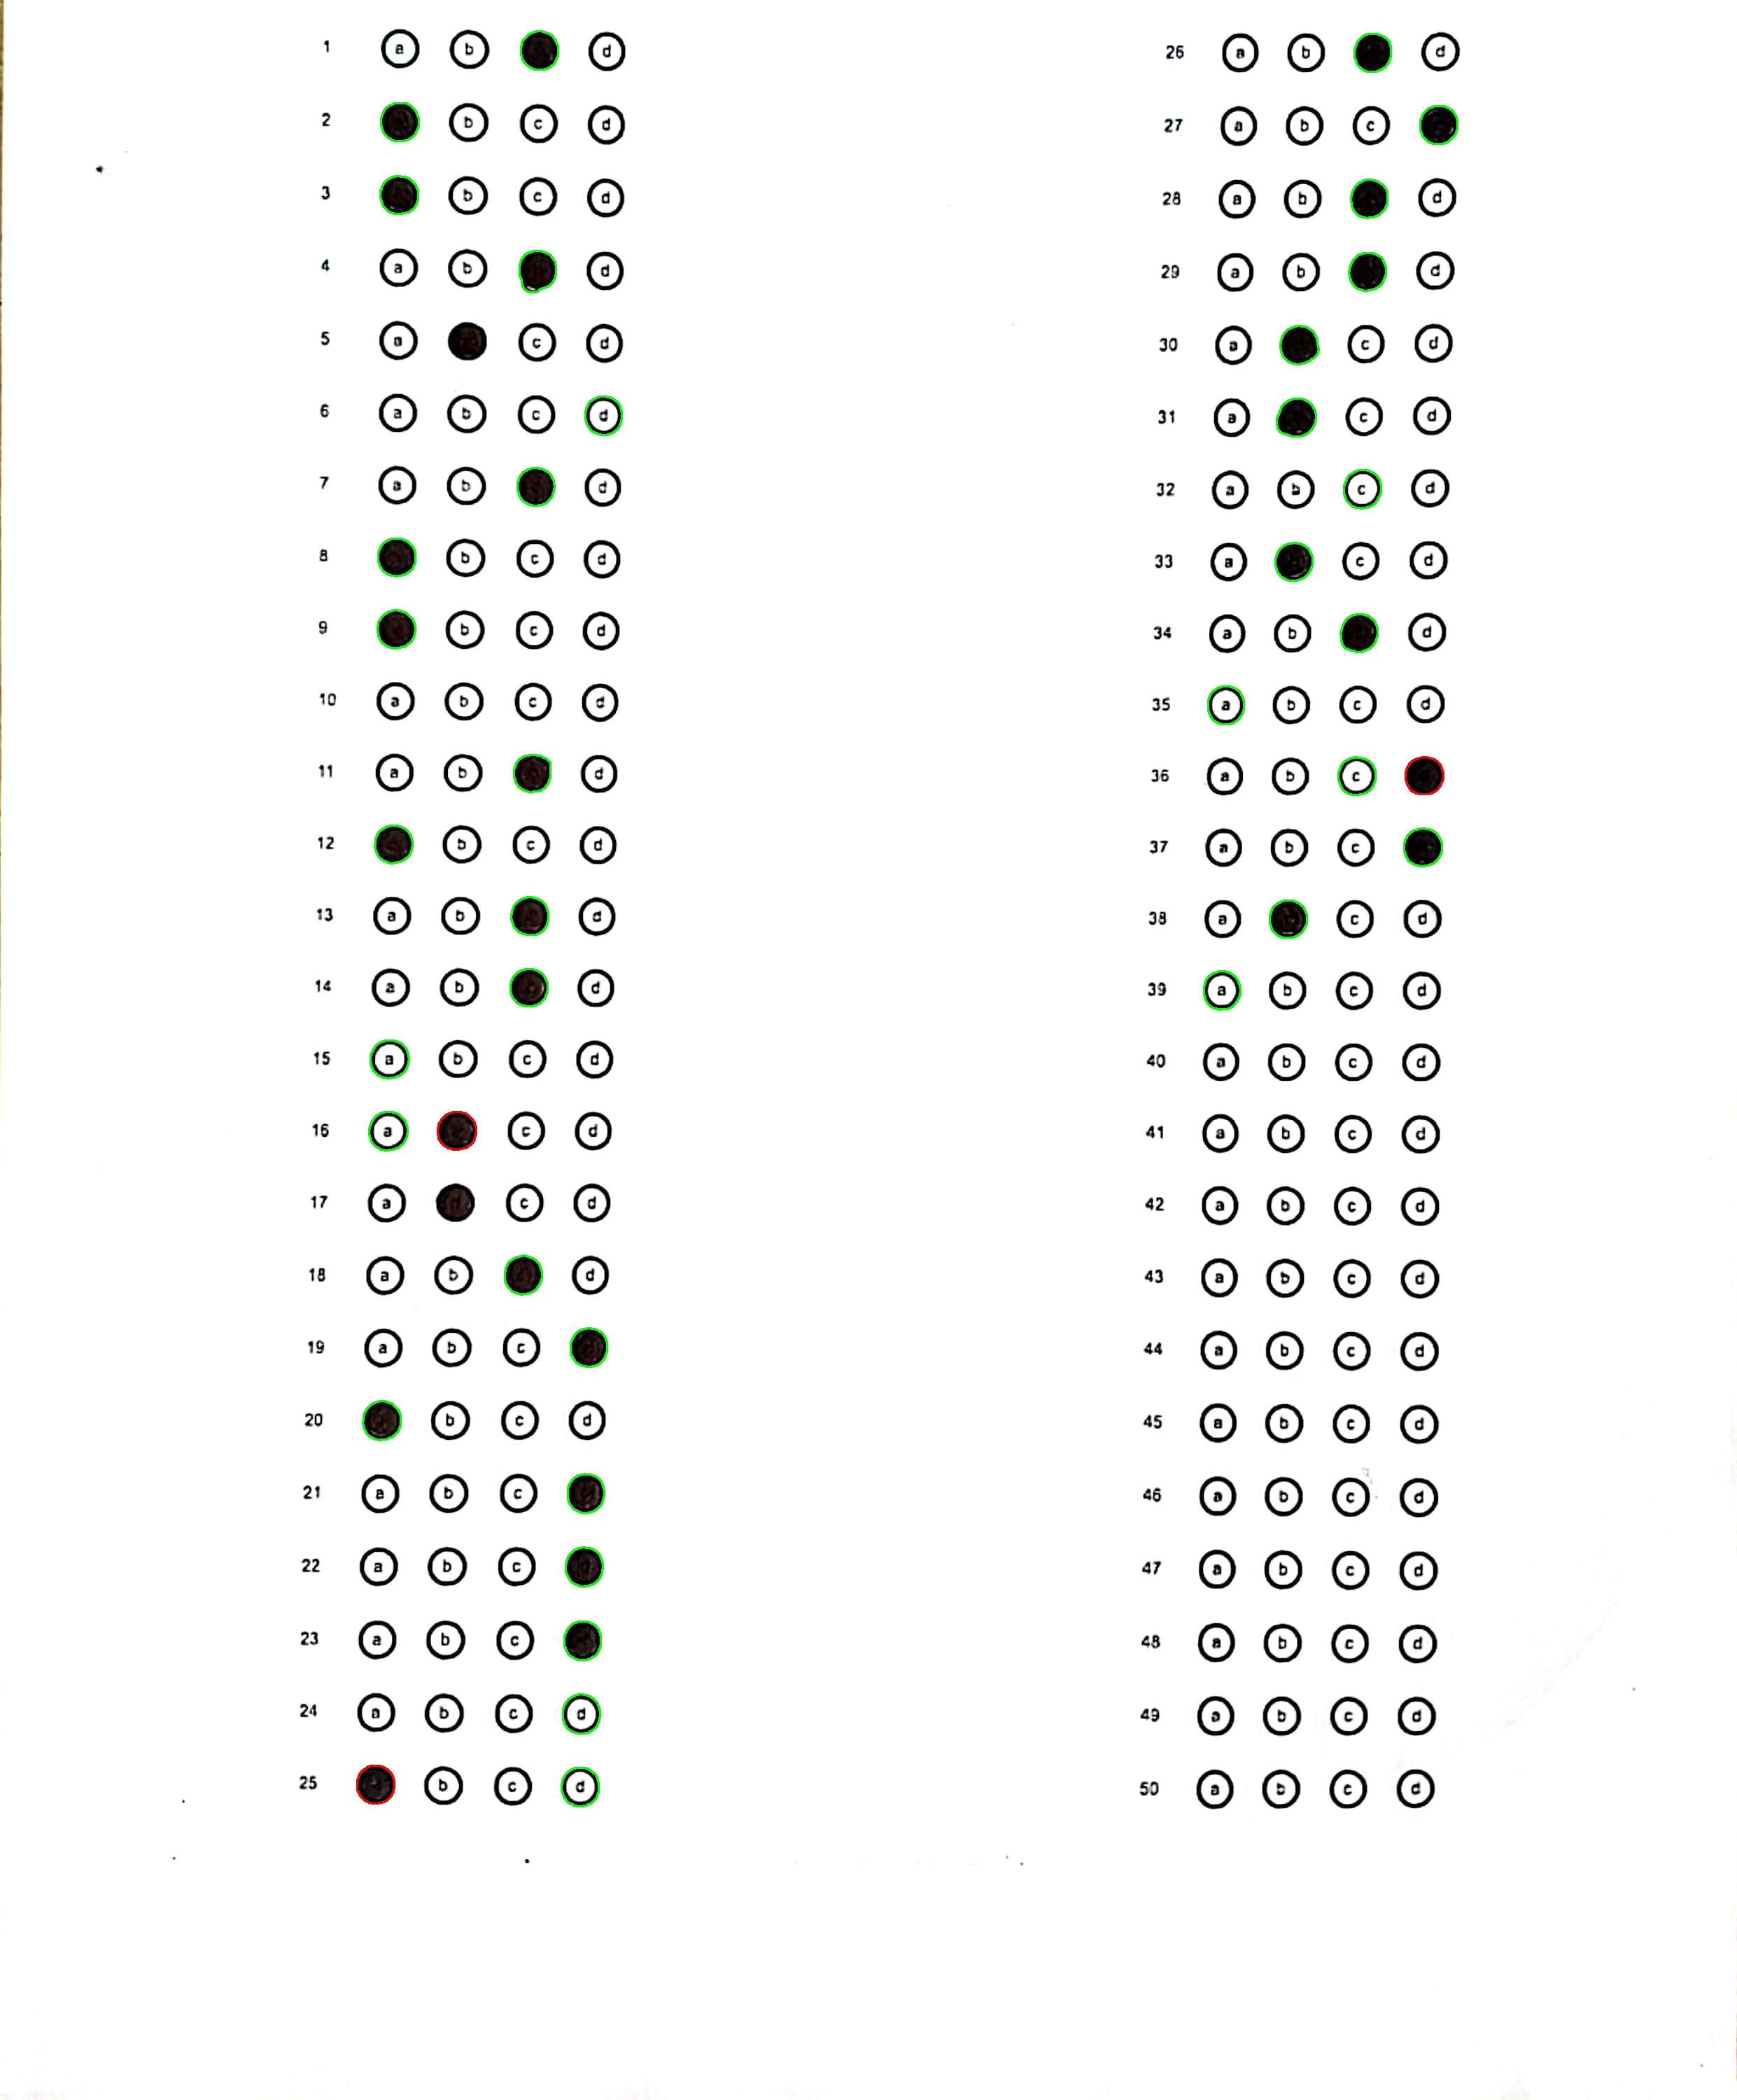 1 a b d
2 b c d
3 b c d
4 a b d
5 a c d
6 a b c d
7 a b d
8 b c d
9 b c d
10 a b c d
11 a b d
12 b c d
13 a b d
14 a b d
15 a b c d
16 a c d
17 a c d
18 a b d
19 a b c
20 b c d
21 a b c
22 a b c
23 a b c
24 a b c d
25 b c d
26 a b d
27 a b c
28 a b d
29 a b d
30 a c d
31 a c d
32 a b c d
33 a c d
34 a b d
35 a b c d
36 a b c
37 a b c
38 a c d
39 a b c d
40 a b c d
41 a b c d
42 a b c d
43 a b c d
44 a b c d
45 a b c d
46 a b c d
47 a b c d
48 a b c d
49 a b c d
50 a b c d